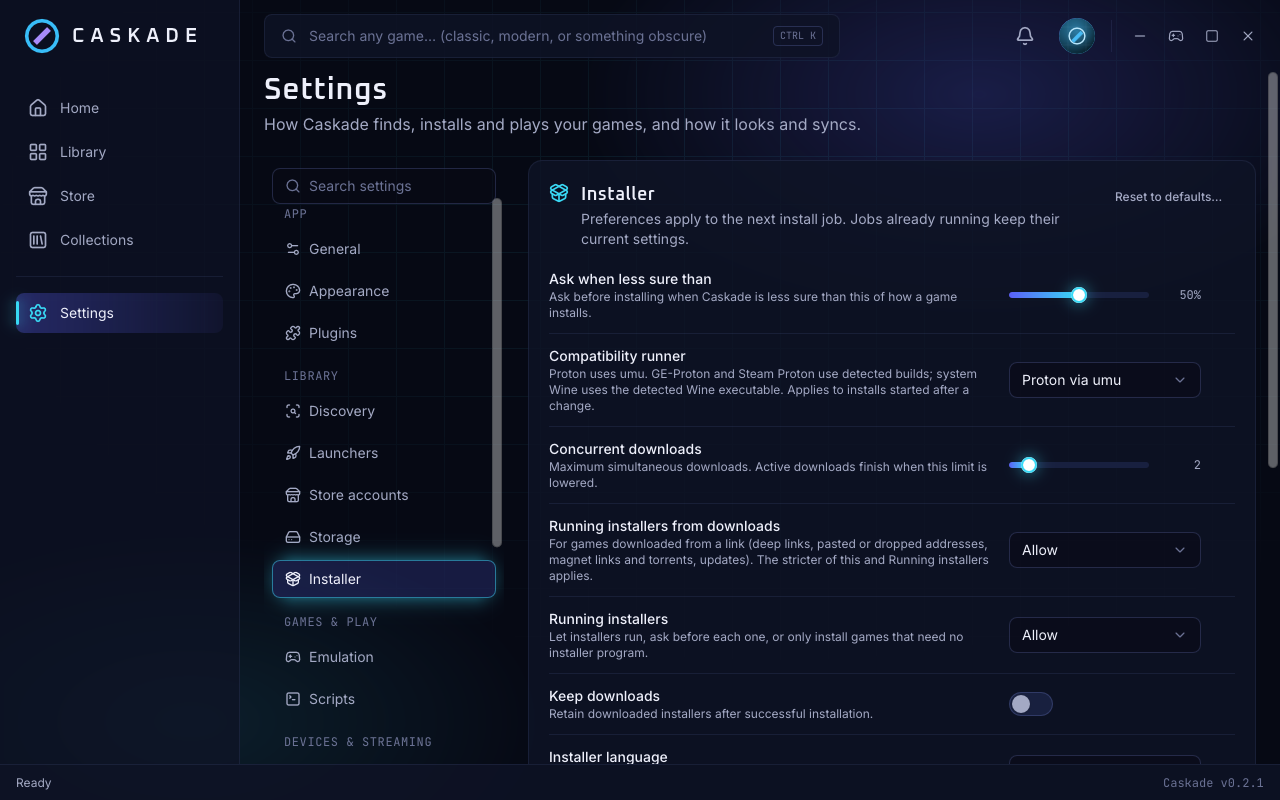 CASKADE
Search any game... (classic, modern, or something obscure)
CTRL K
Home
Library
Store
Collections
Settings
Settings
How Caskade finds, installs and plays your games, and how it looks and syncs.
Search settings
APP
General
Appearance
Plugins
LIBRARY
Discovery
Launchers
Store accounts
Storage
Installer
GAMES & PLAY
Emulation
Scripts
DEVICES & STREAMING
Installer
Reset to defaults...
Preferences apply to the next install job. Jobs already running keep their
current settings.
Ask when less sure than
Ask before installing when Caskade is less sure than this of how a game
installs.
50%
Compatibility runner
Proton uses umu. GE-Proton and Steam Proton use detected builds; system
Wine uses the detected Wine executable. Applies to installs started after a
change.
Proton via umu
Concurrent downloads
Maximum simultaneous downloads. Active downloads finish when this limit is
lowered.
2
Running installers from downloads
For games downloaded from a link (deep links, pasted or dropped addresses,
magnet links and torrents, updates). The stricter of this and Running installers
applies.
Allow
Running installers
Let installers run, ask before each one, or only install games that need no
installer program.
Allow
Keep downloads
Retain downloaded installers after successful installation.
Installer language
Ready
Caskade v0.2.1